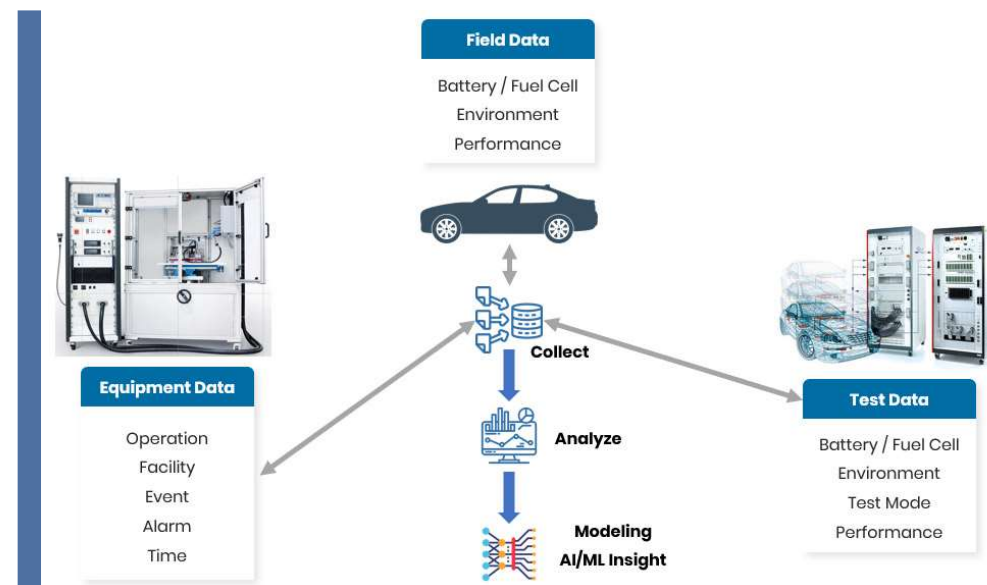 Field Data
Battery / Fuel Cell
Environment
Performance
Collect
Equipment Data
Operation
Facility
Event
Alarm
Time
Analyze
Test Data
Battery / Fuel Cell
Environment
Test Mode
Performance
Modeling
AI/ML Insight